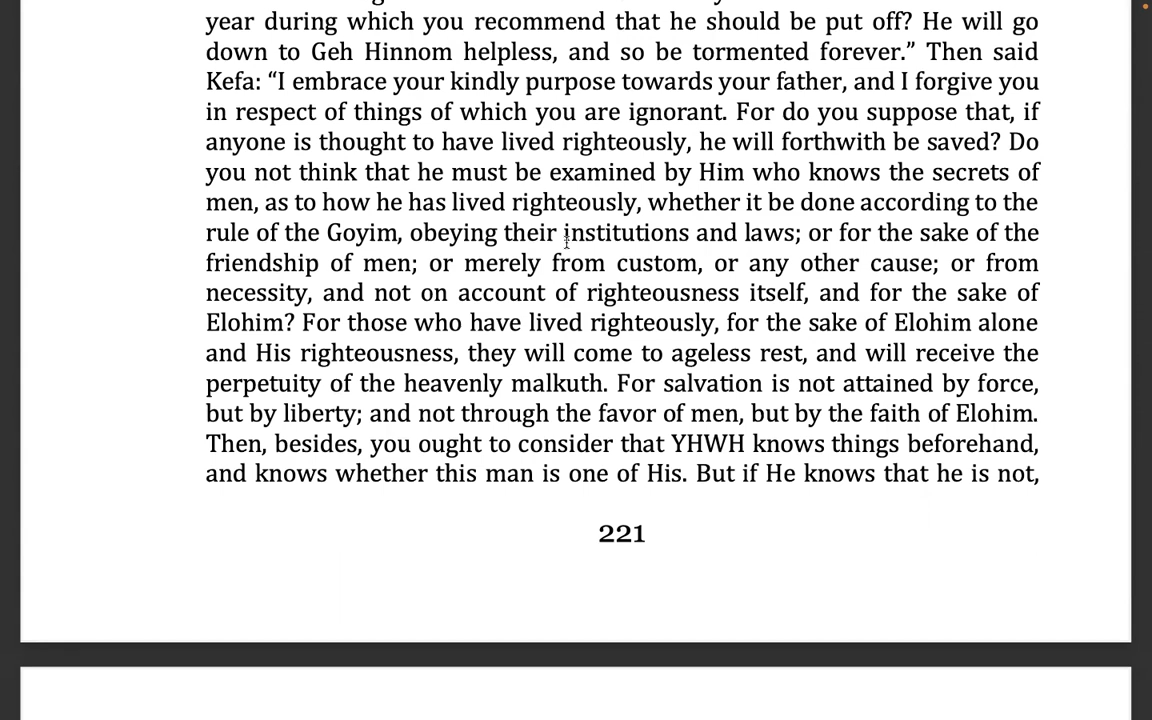 year during which you recommend that he should be put off? He will go
down to Geh Hinnom helpless, and so be tormented forever.” Then said
Kefa: “I embrace your kindly purpose towards your father, and I forgive you
in respect of things of which you are ignorant. For do you suppose that, if
anyone is thought to have lived righteously, he will forthwith be saved? Do
you not think that he must be examined by Him who knows the secrets of
men, as to how he has lived righteously, whether it be done according to the
rule of the Goyim, obeying their institutions and laws; or for the sake of the
friendship of men; or merely from custom, or any other cause; or from
necessity, and not on account of righteousness itself, and for the sake of
Elohim? For those who have lived righteously, for the sake of Elohim alone
and His righteousness, they will come to ageless rest, and will receive the
perpetuity of the heavenly malkuth. For salvation is not attained by force,
but by liberty; and not through the favor of men, but by the faith of Elohim.
Then, besides, you ought to consider that YHWH knows things beforehand,
and knows whether this man is one of His. But if He knows that he is not,
221